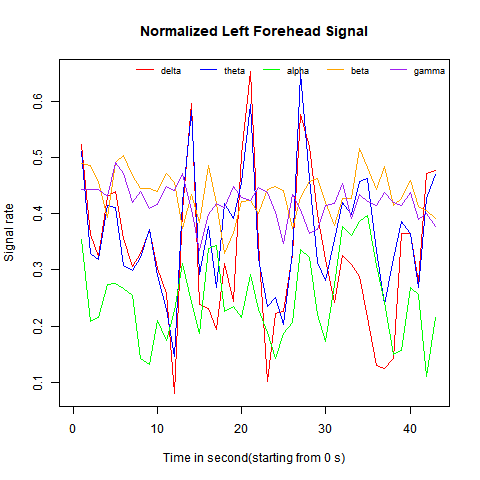 Normalized Left Forehead Signal
delta theta alpha beta gamma
Signal rate
0.6
0.5
0.4
0.3
0.2
0.1
0 10 20 30 40
Time in second(starting from 0 s)